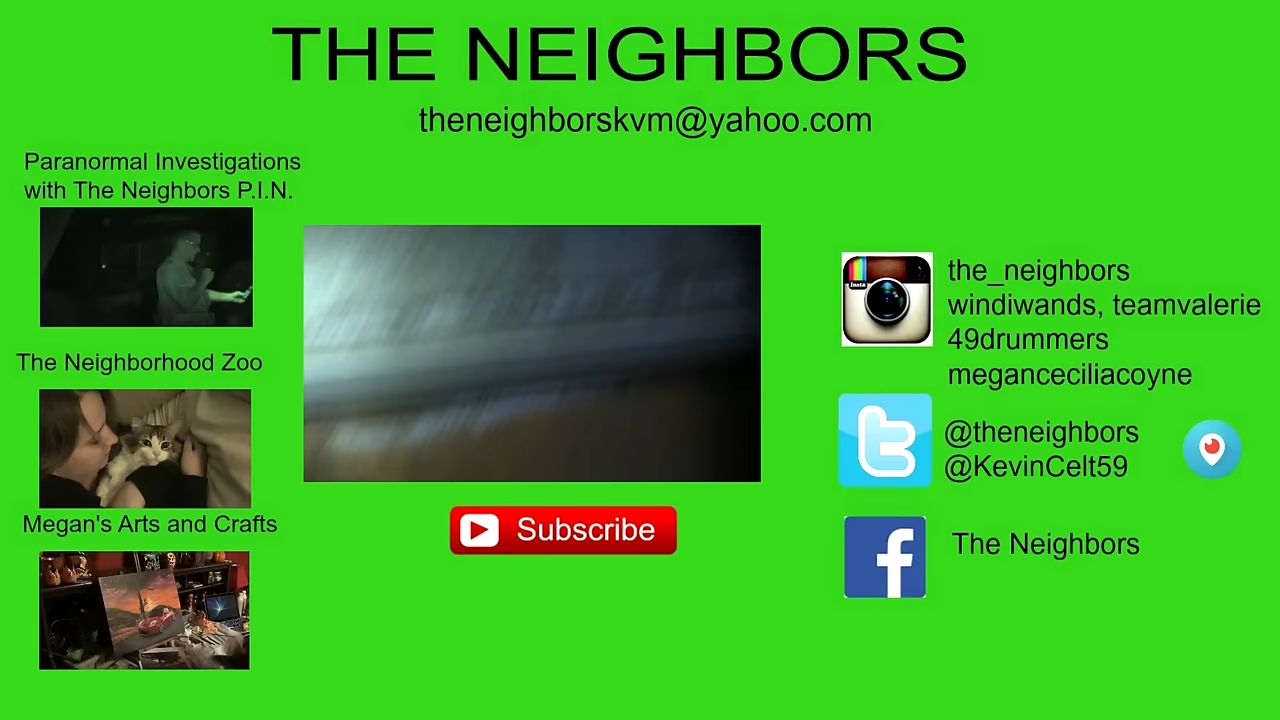 THE NEIGHBORS
theneighborskvm@yahoo.com
Paranormal Investigations
with The Neighbors P.I.N.
The Neighborhood Zoo
Megan's Arts and Crafts
Subscribe
Insta
the_neighbors
windiwands, teamvalerie
49drummers
meganceciliacoyne
@theneighbors
@KevinCelt59
The Neighbors